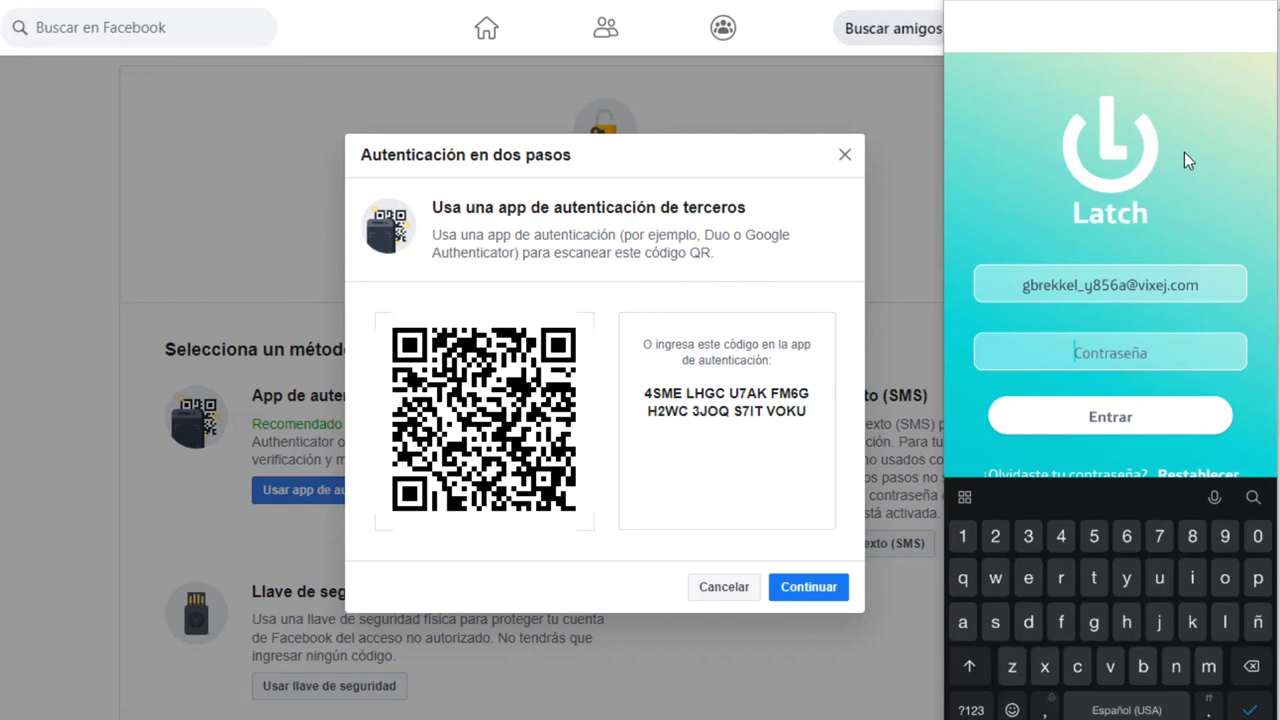 Buscar en Facebook
Buscar amigos
Autenticación en dos pasos
Usa una app de autenticación de terceros
Usa una app de autenticación (por ejemplo, Duo o Google
Authenticator) para escanear este código QR.
O ingresa este código en la app
de autenticación:
4SME LHGC U7AK FM6G
H2WC 3JOQ S7IT VOKU
Cancelar
Continuar
Selecciona un método
App de auten
Recomendado
Authenticator o
verificación y m
Usar app de au
to (SMS)
exto (SMS) p
ción. Para tu
no usados co
os pasos no s
contraseña
está activada.
exto (SMS)
Llave de seg
Usa una llave de seguridad física para proteger tu cuenta
de Facebook del acceso no autorizado. No tendrás que
ingresar ningún código.
Usar llave de seguridad
Latch
gbrekkel_y856a@vixej.com
Contraseña
Entrar
¿Olvidaste tu contraseña? Restablecer
1 2 3 4 5 6 7 8 9 0
q w e r t y u i o p
a s d f g h j k l ñ
z x c v b n m
?123 , Español (USA) !? .